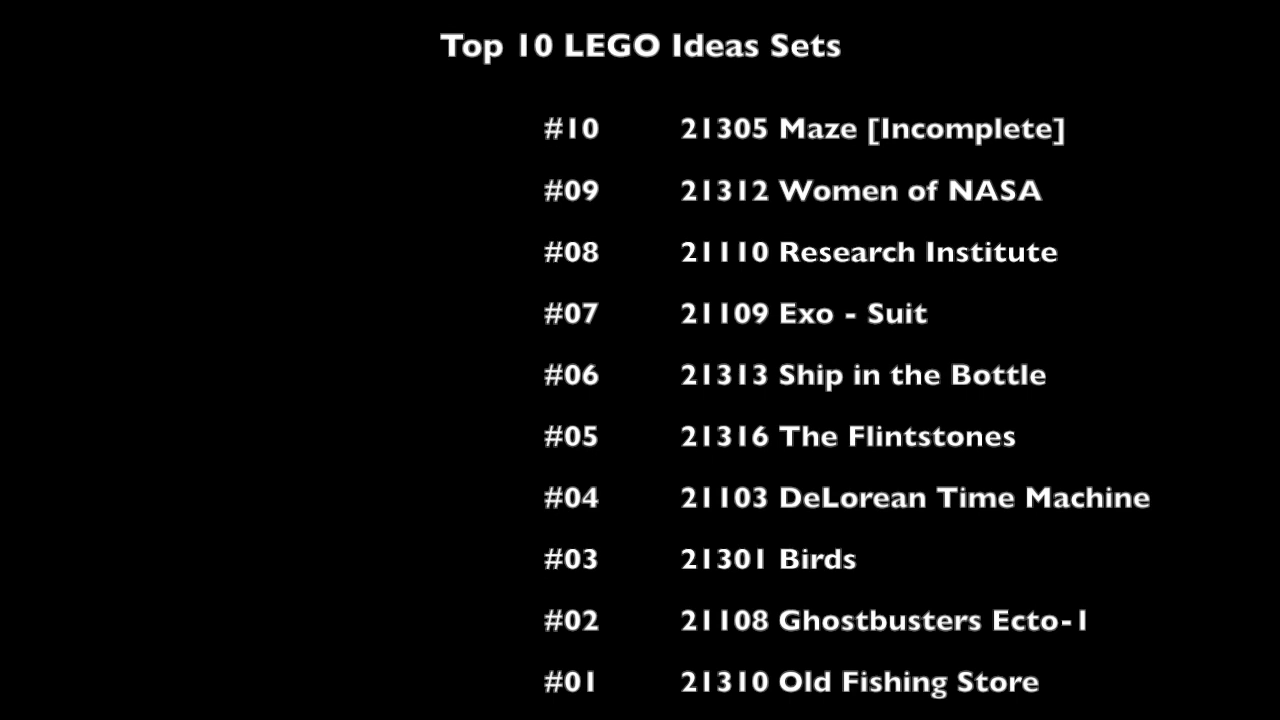 Top 10 LEGO Ideas Sets
#10 21305 Maze [Incomplete]
#09 21312 Women of NASA
#08 21110 Research Institute
#07 21109 Exo - Suit
#06 21313 Ship in the Bottle
#05 21316 The Flintstones
#04 21103 DeLorean Time Machine
#03 21301 Birds
#02 21108 Ghostbusters Ecto-1
#01 21310 Old Fishing Store